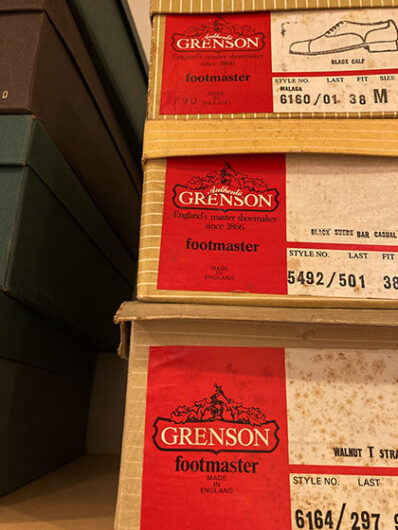 Authentic
GRENSON
England's master shoemaker
since 1866.
footmaster
MADE
IN
ENGLAND
BLACK CALF
STYLE NO. LAST FIT SIZE
MALAGA
6160/01 38 M
Authentic
GRENSON
England's master shoemaker
since 1866.
footmaster
MADE
IN
ENGLAND
BLACK SUEDE BAR CASUAL
STYLE NO. LAST FIT
5492/501 38
GRENSON
footmaster
MADE
IN
ENGLAND
WALNUT T STRA
STYLE NO. LAST
6164/297